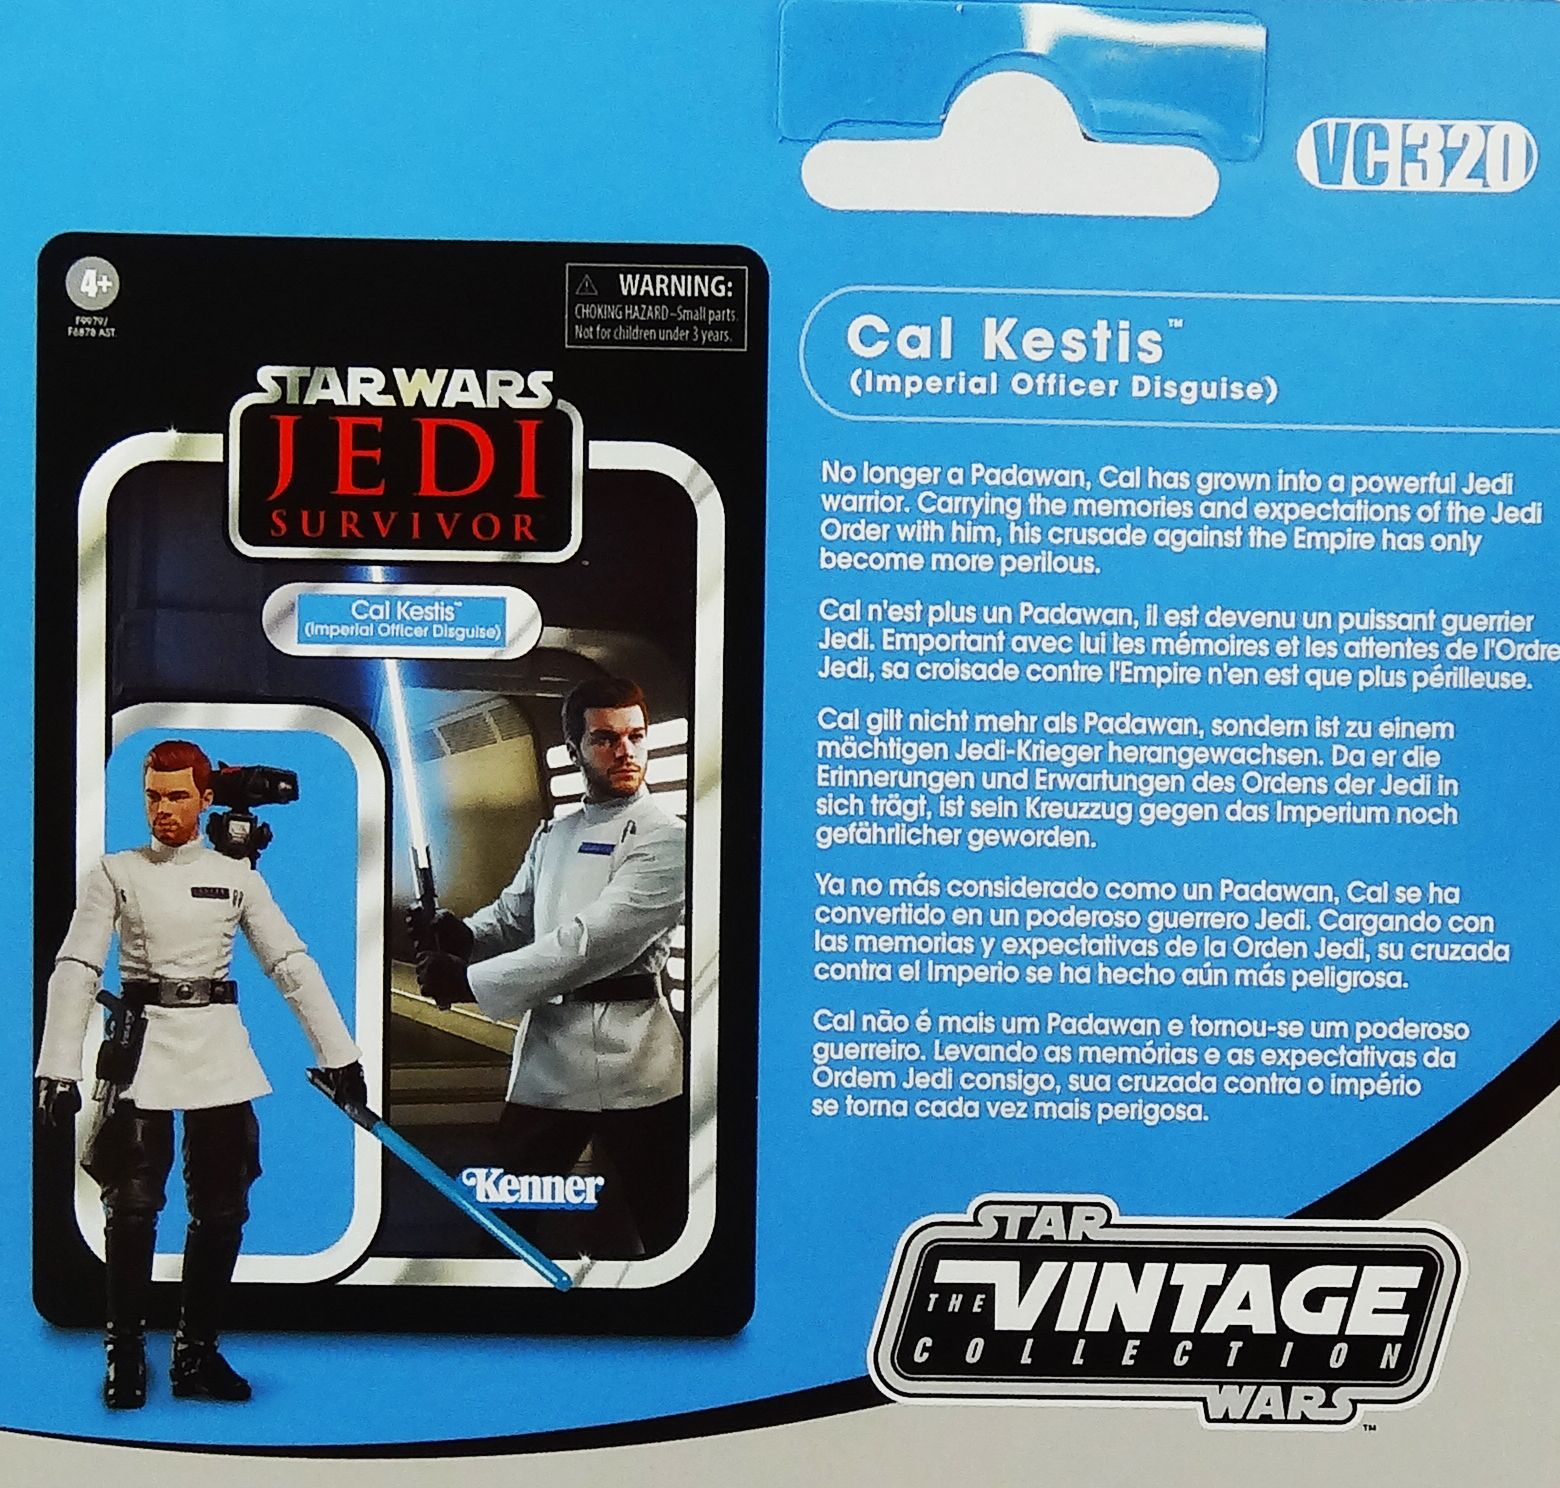 VC 320
4+
F9979/
F6878 AST.
WARNING:
CHOKING HAZARD–Small parts.
Not for children under 3 years.
STAR WARS
JEDI
SURVIVOR
Cal Kestis™
(Imperial Officer Disguise)
Kenner
Cal Kestis™
(Imperial Officer Disguise)
No longer a Padawan, Cal has grown into a powerful Jedi
warrior. Carrying the memories and expectations of the Jedi
Order with him, his crusade against the Empire has only
become more perilous.
Cal n'est plus un Padawan, il est devenu un puissant guerrier
Jedi. Emportant avec lui les mémoires et les attentes de l'Ordre
Jedi, sa croisade contre l'Empire n'en est que plus périlleuse.
Cal gilt nicht mehr als Padawan, sondern ist zu einem
mächtigen Jedi-Krieger herangewachsen. Da er die
Erinnerungen und Erwartungen des Ordens der Jedi in
sich trägt, ist sein Kreuzzug gegen das Imperium noch
gefährlicher geworden.
Ya no más considerado como un Padawan, Cal se ha
convertido en un poderoso guerrero Jedi. Cargando con
las memorias y expectativas de la Orden Jedi, su cruzada
contra el Imperio se ha hecho aún más peligrosa.
Cal não é mais um Padawan e tornou-se um poderoso
guerreiro. Levando as memórias e as expectativas da
Ordem Jedi consigo, sua cruzada contra o império
se torna cada vez mais perigosa.
STAR
THE VINTAGE
COLLECTION
WARS™